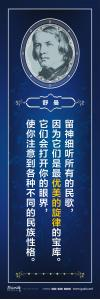 舒曼
留神细听所有的民歌，
因为它们是最优美的旋律的宝库。
它们会打开你的眼界，
使你注意到各种不同的民族性格。